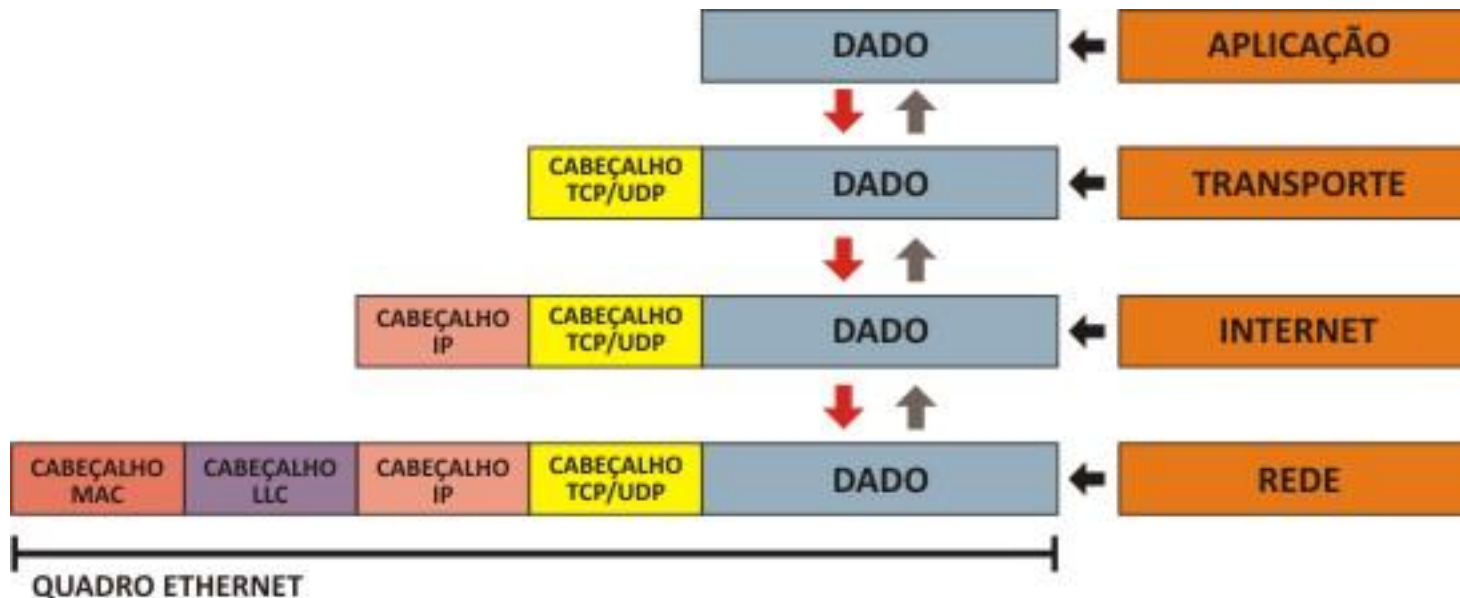 DADO
APLICAÇÃO
CABEÇALHO
TCP/UDP
DADO
TRANSPORTE
CABEÇALHO
IP
CABEÇALHO
TCP/UDP
DADO
INTERNET
CABEÇALHO
MAC
CABEÇALHO
LLC
CABEÇALHO
IP
CABEÇALHO
TCP/UDP
DADO
REDE
QUADRO ETHERNET